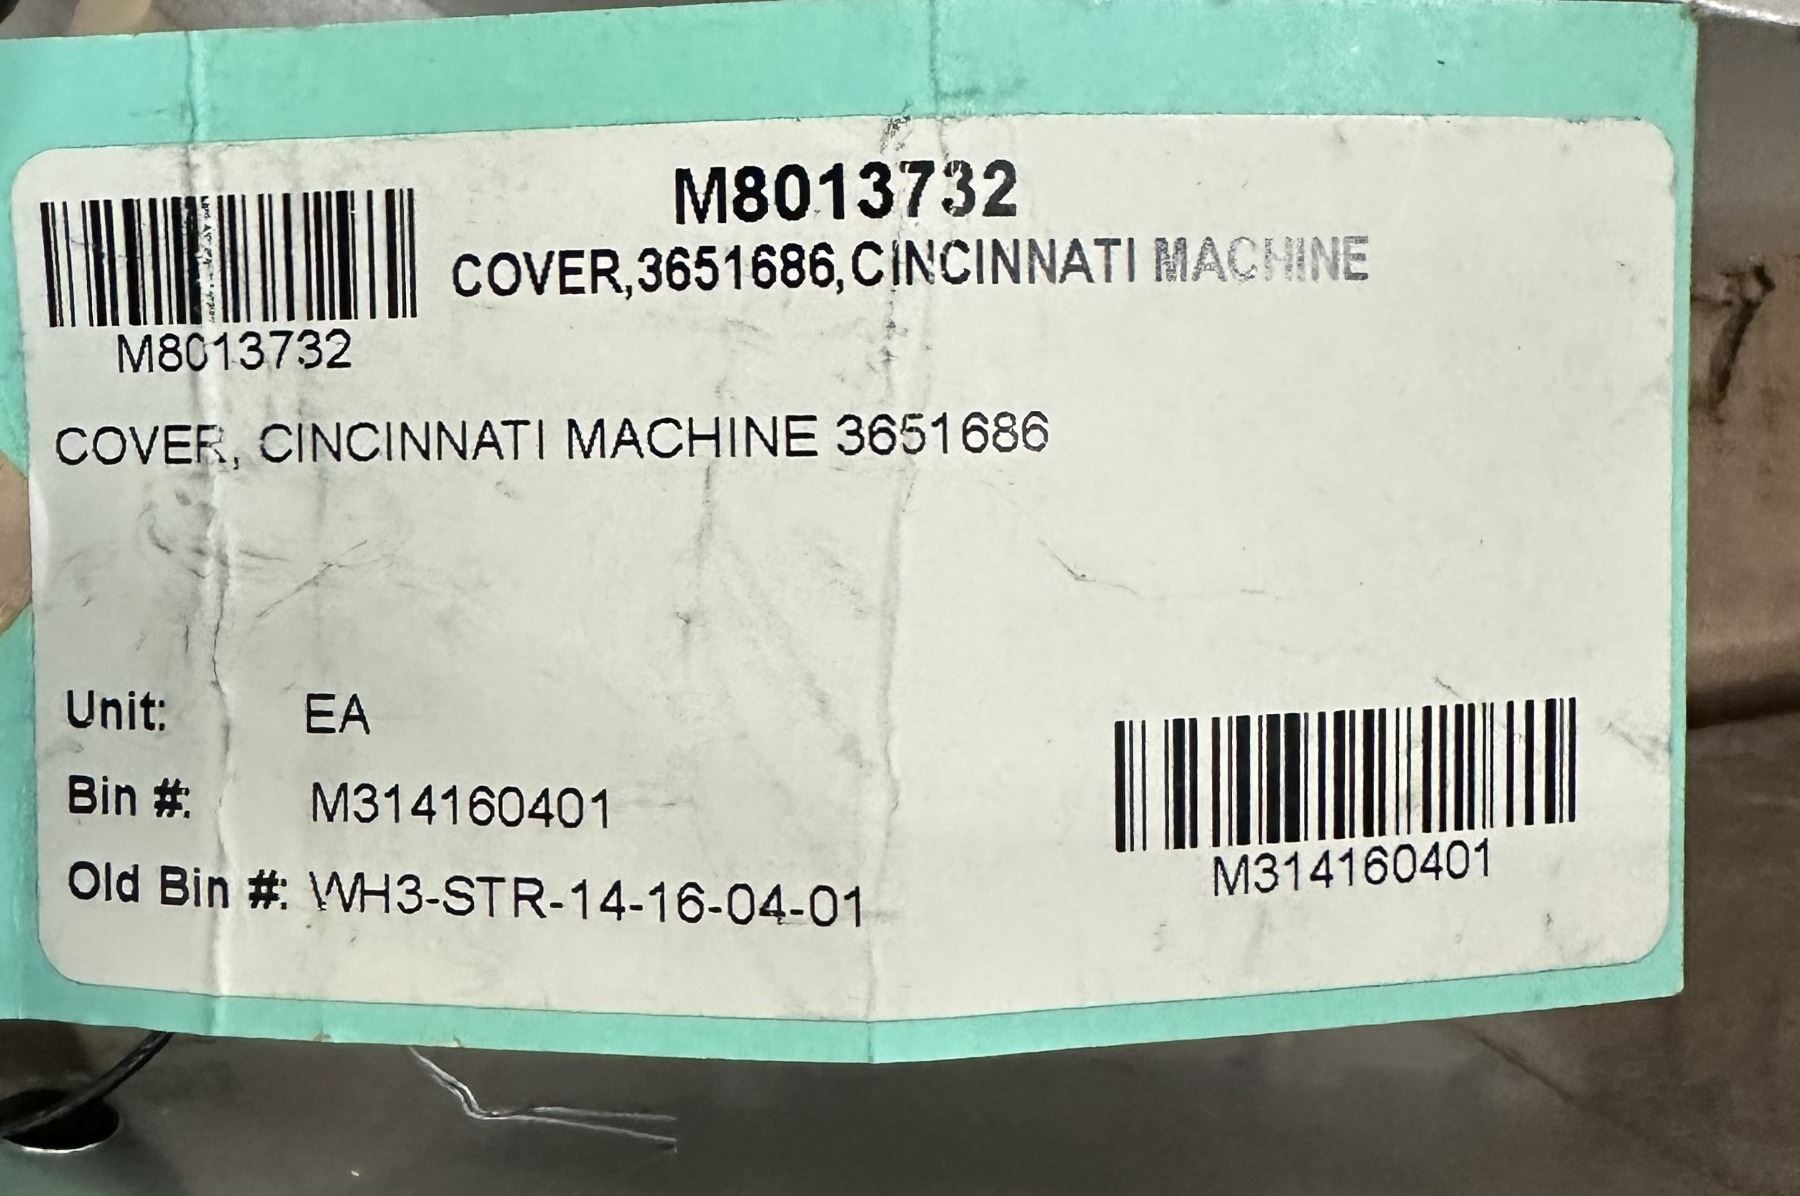 M8013732
COVER,3651686,CINCINNATI MACHINE
M8013732
COVER, CINCINNATI MACHINE 3651686
Unit: EA
Bin #: M314160401
Old Bin #: WH3-STR-14-16-04-01
M314160401